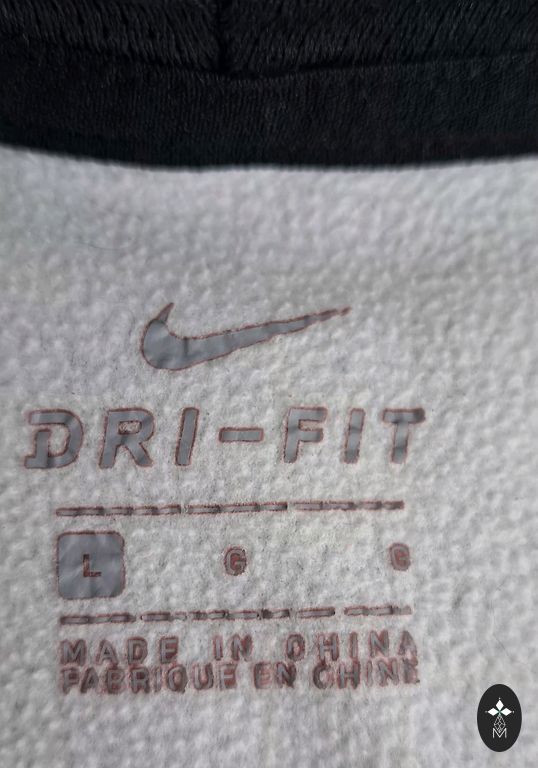 DRI-FIT
L G G
MADE IN CHINA
FABRIQUE EN CHINE
M